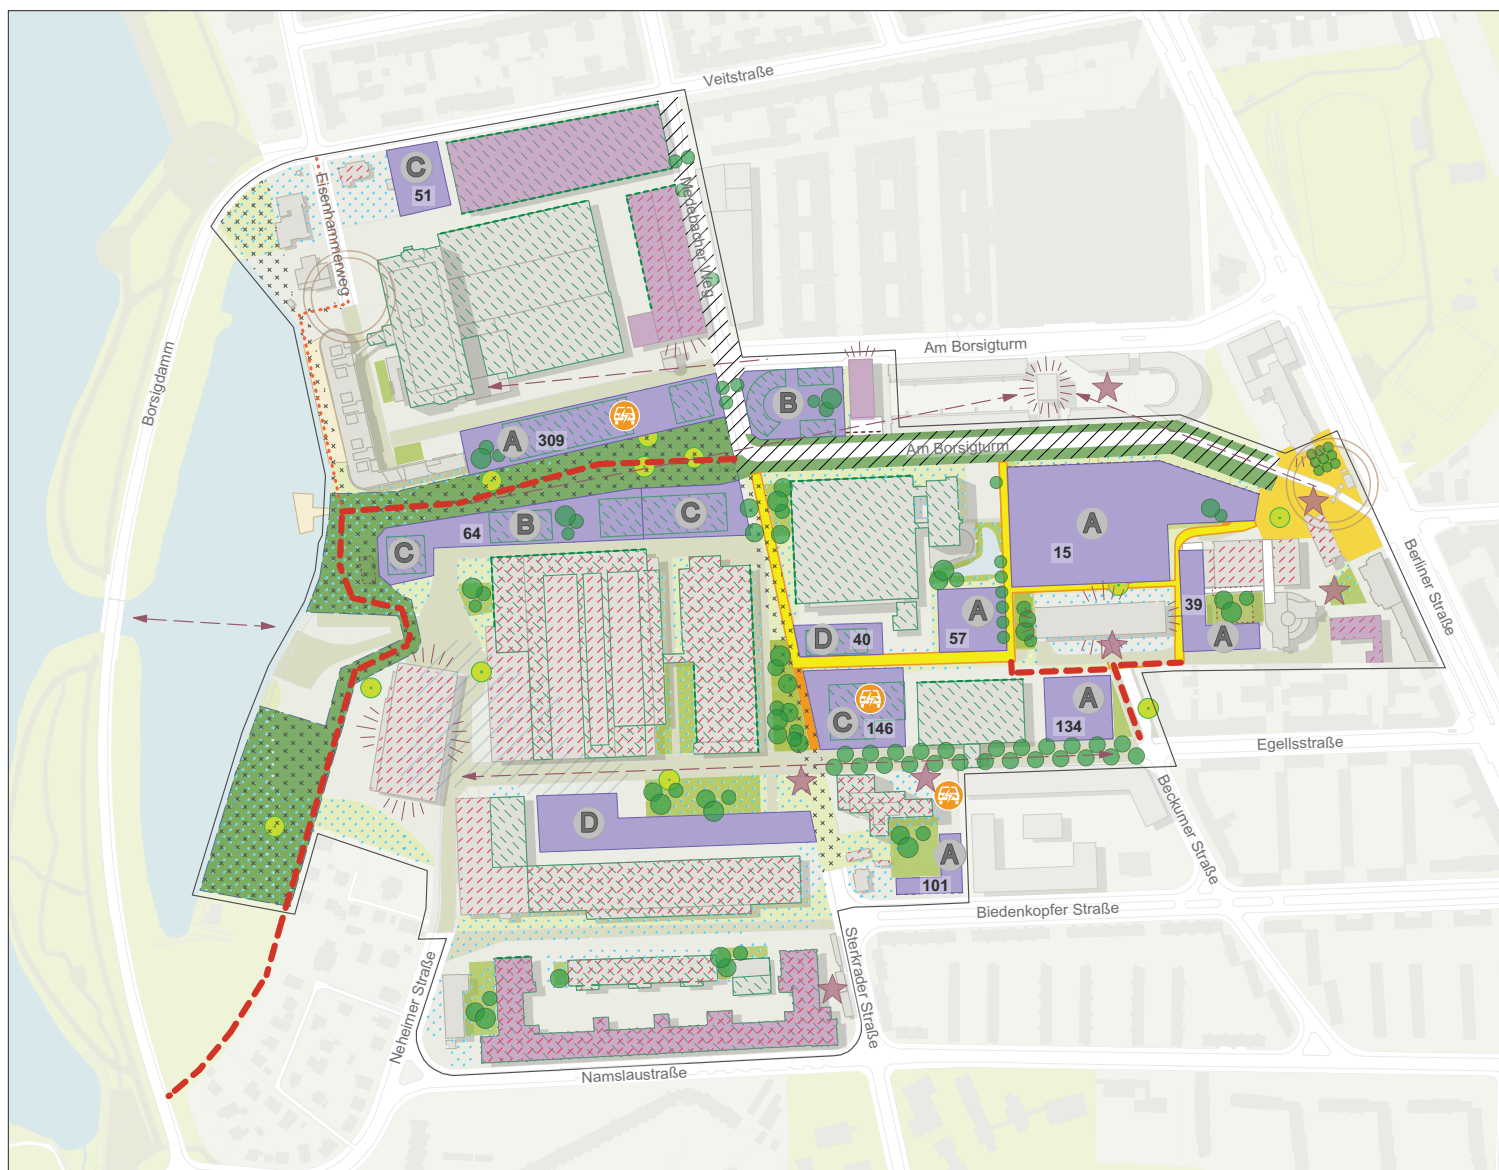 Veitstraße
C
51
Eisenhammerweg
Medebacher Weg
Borsigdamm
Am Borsigturm
B
A
309
Am Borsigturm
C
B
64
C
A
15
Berliner Straße
A
57
D
40
39
A
C
146
A
134
Egellsstraße
D
A
101
Beckumer Straße
Biedenkopfer Straße
Sterkrader Straße
Neheimer Straße
Namslaustraße